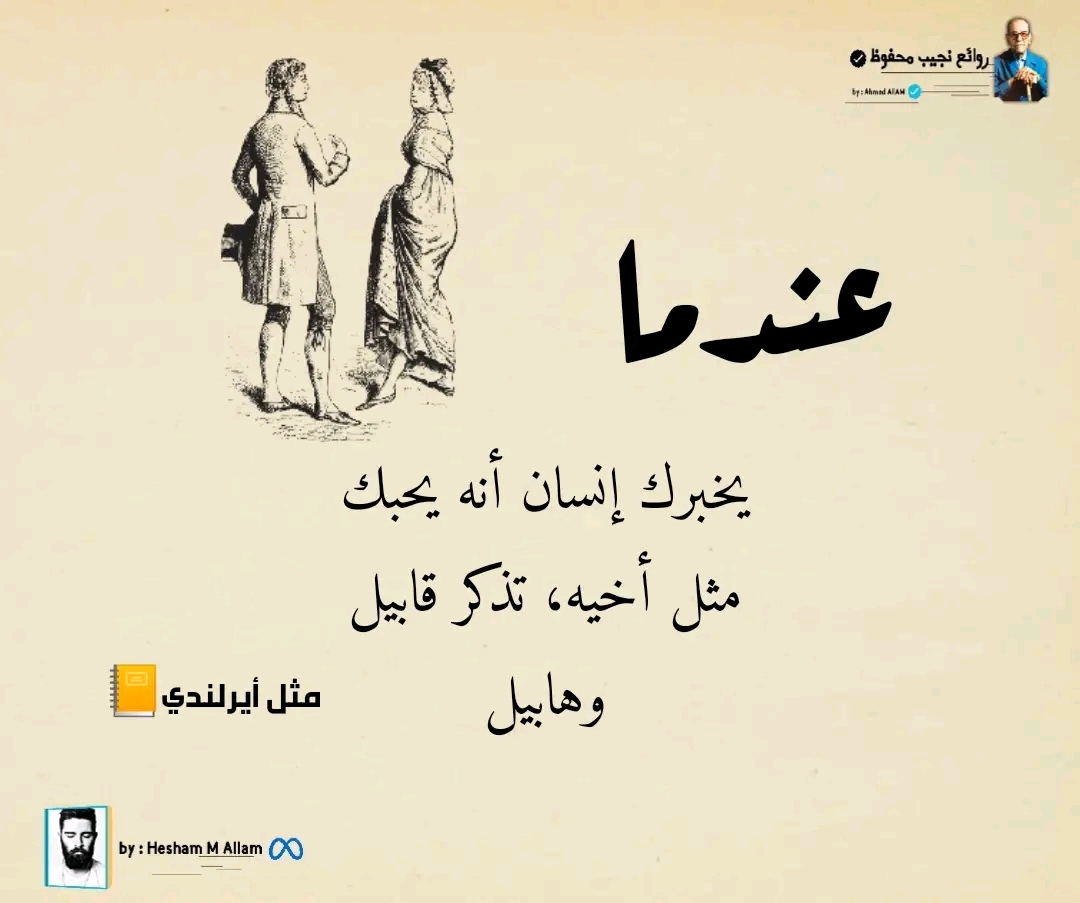 روائع نجيب محفوظ
by : Ahmed AllAM
عندما
يخبرك إنسان أنه يحبك
مثل أخيه، تذكر قابيل
وهابيل
مثل أيرلندي
by : Hesham M Allam